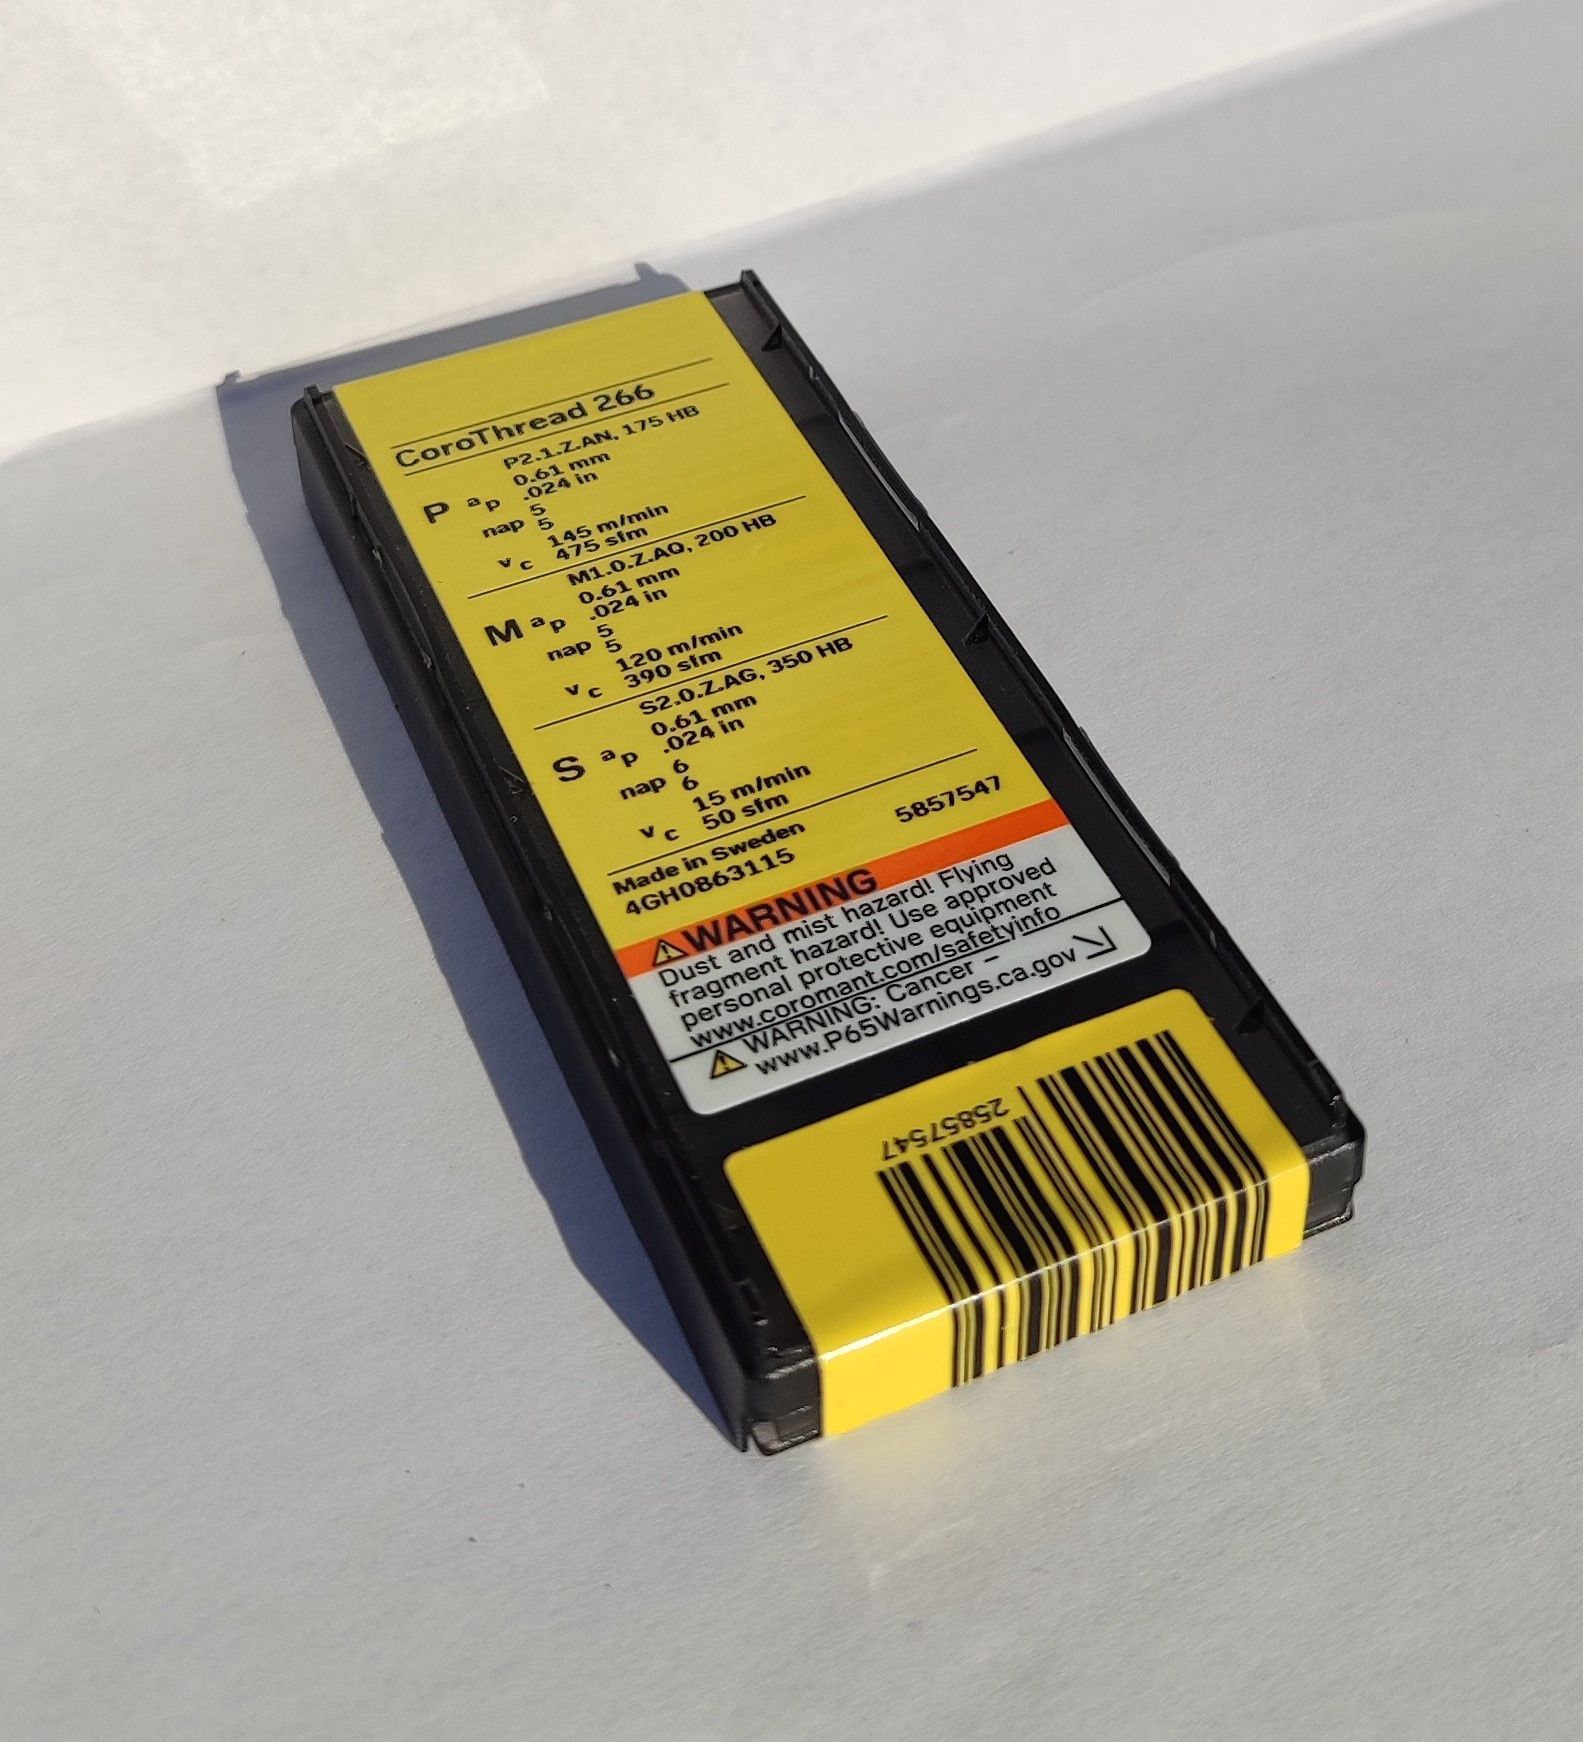 CoroThread 266
P2.1.Z.AN, 175 HB
P ap 0.61 mm
.024 in
nap 5
5
vc 145 m/min
475 sfm
M1.0.Z.AQ, 200 HB
M ap 0.61 mm
.024 in
nap 5
5
vc 120 m/min
390 sfm
S2.0.Z.AG, 350 HB
S ap 0.61 mm
.024 in
nap 6
6
vc 15 m/min
50 sfm
Made in Sweden 5857547
4GH0863115
WARNING
Dust and mist hazard! Flying
fragment hazard! Use approved
personal protective equipment
www.coromant.com/safetyinfo
WARNING: Cancer –
www.P65Warnings.ca.gov
25857547